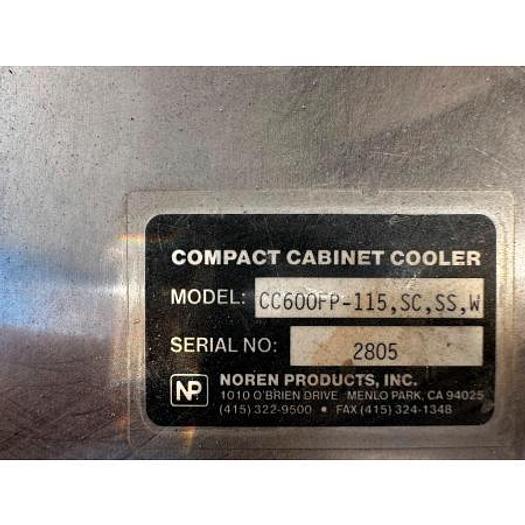 COMPACT CABINET COOLER
MODEL: CC600FP-115,SC,SS,W
SERIAL NO: 2805
NP NOREN PRODUCTS, INC.
1010 O'BRIEN DRIVE MENLO PARK, CA 94025
(415) 322-9500 • FAX (415) 324-1348